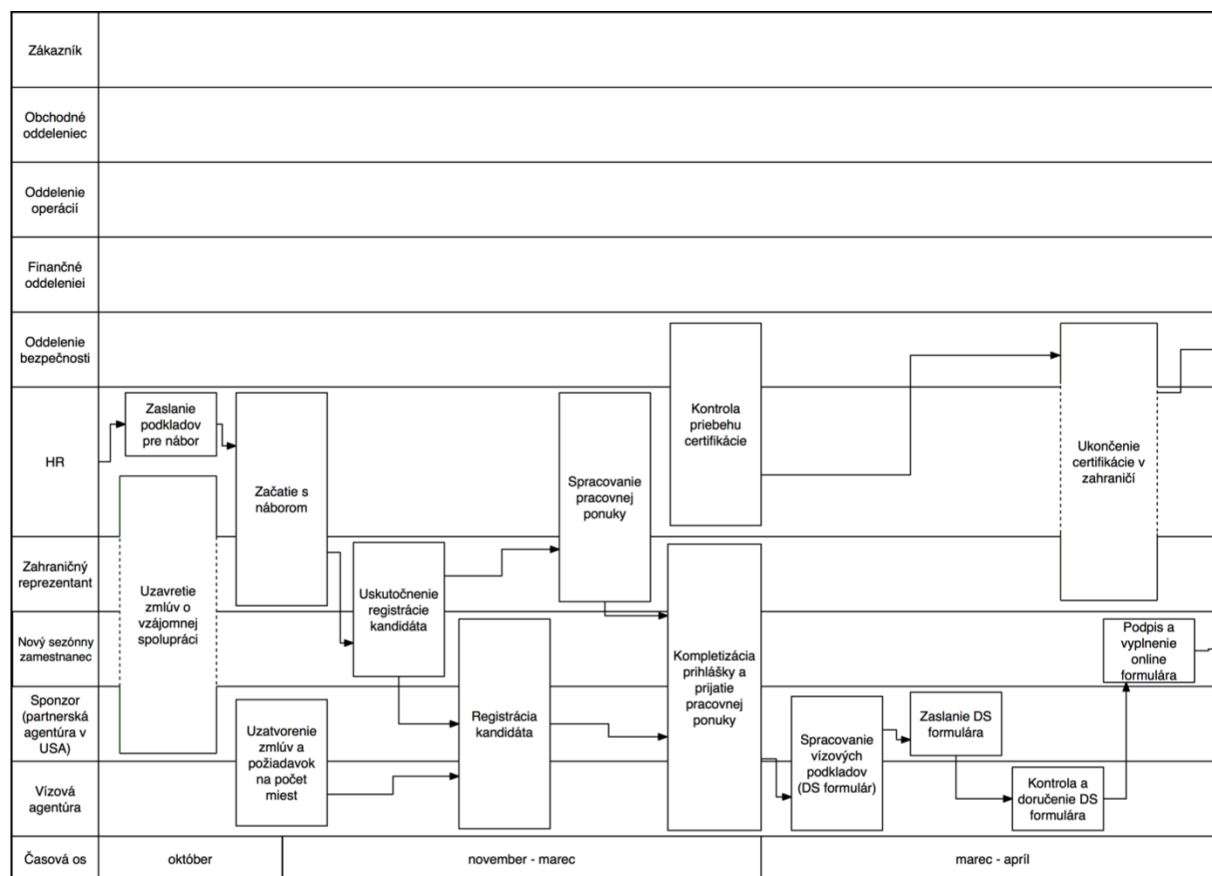 Zákazník
Obchodné
oddeleniec
Oddelenie
operácií
Finančné
oddeleniei
Oddelenie
bezpečnosti
HR
Zahraničný
reprezentant
Nový sezónny
zamestnanec
Sponzor
(partnerská
agentúra v
USA)
Vízová
agentúra
Časová os
Zaslanie
podkladov
pre nábor
Uzavretie
zmlúv o
vzájomnej
spolupráci
Začatie s
náborom
Uzatvorenie
zmlúv a
požiadavok
na počet
miest
Uskutočnenie
registrácie
kandidáta
Registrácia
kandidáta
Spracovanie
pracovnej
ponuky
Kontrola
priebehu
certifikácie
Kompletizácia
prihlášky a
prijatie
pracovnej
ponuky
Spracovanie
vízových
podkladov
(DS formulár)
Zaslanie DS
formulára
Kontrola a
doručenie DS
formulára
Ukončenie
certifikácie v
zahraničí
Podpis a
vyplnenie
online
formulára
október
november - marec
marec - apríl